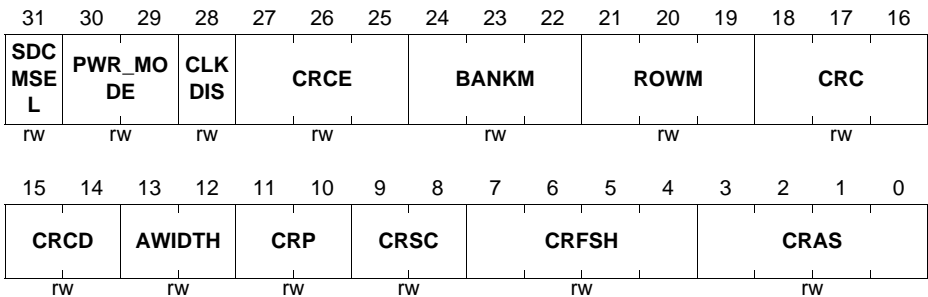 31 30 29 28 27 26 25 24 23 22 21 20 19 18 17 16
SDC MSE L PWR_MO DE CLK DIS CRCE BANKM ROWM CRC
rw rw rw rw rw rw rw
15 14 13 12 11 10 9 8 7 6 5 4 3 2 1 0
CRCD AWIDTH CRP CRSC CRFSH CRAS
rw rw rw rw rw rw